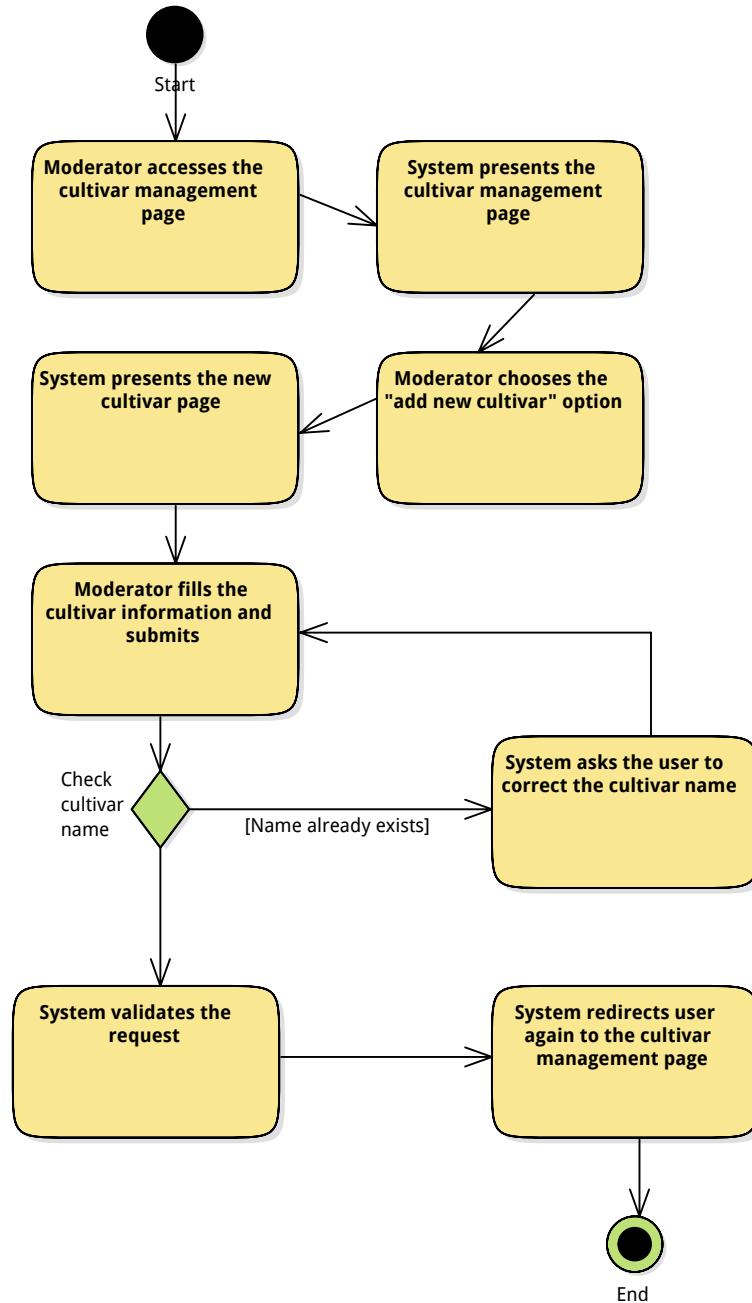 Start
Moderator accesses the
cultivar management
page
System presents the
cultivar management
page
Moderator chooses the
"add new cultivar" option
System presents the new
cultivar page
Moderator fills the
cultivar information and
submits
Check
cultivar
name
[Name already exists]
System asks the user to
correct the cultivar name
System validates the
request
System redirects user
again to the cultivar
management page
End